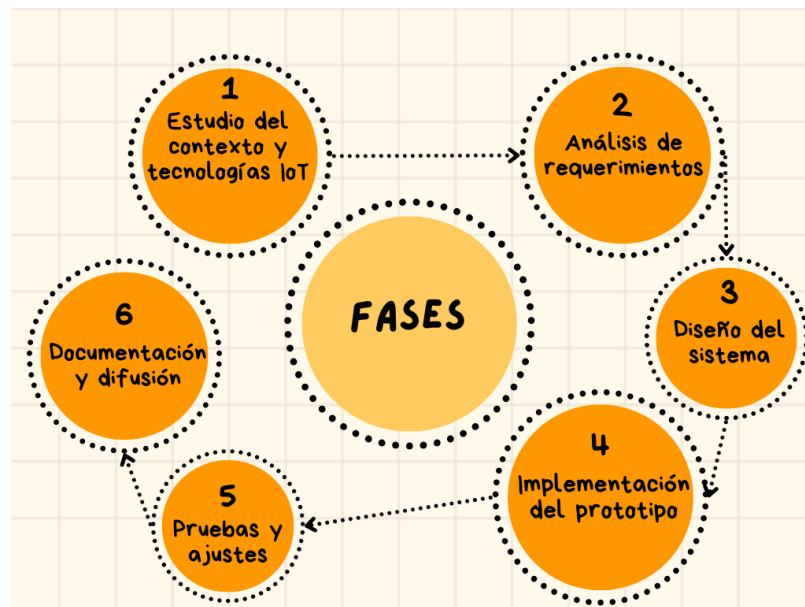 1
Estudio del
contexto y
tecnologías IoT
2
Análisis de
requerimientos
FASES
3
Diseño del
sistema
4
Implementación
del prototipo
5
Pruebas y
ajustes
6
Documentación
y difusión